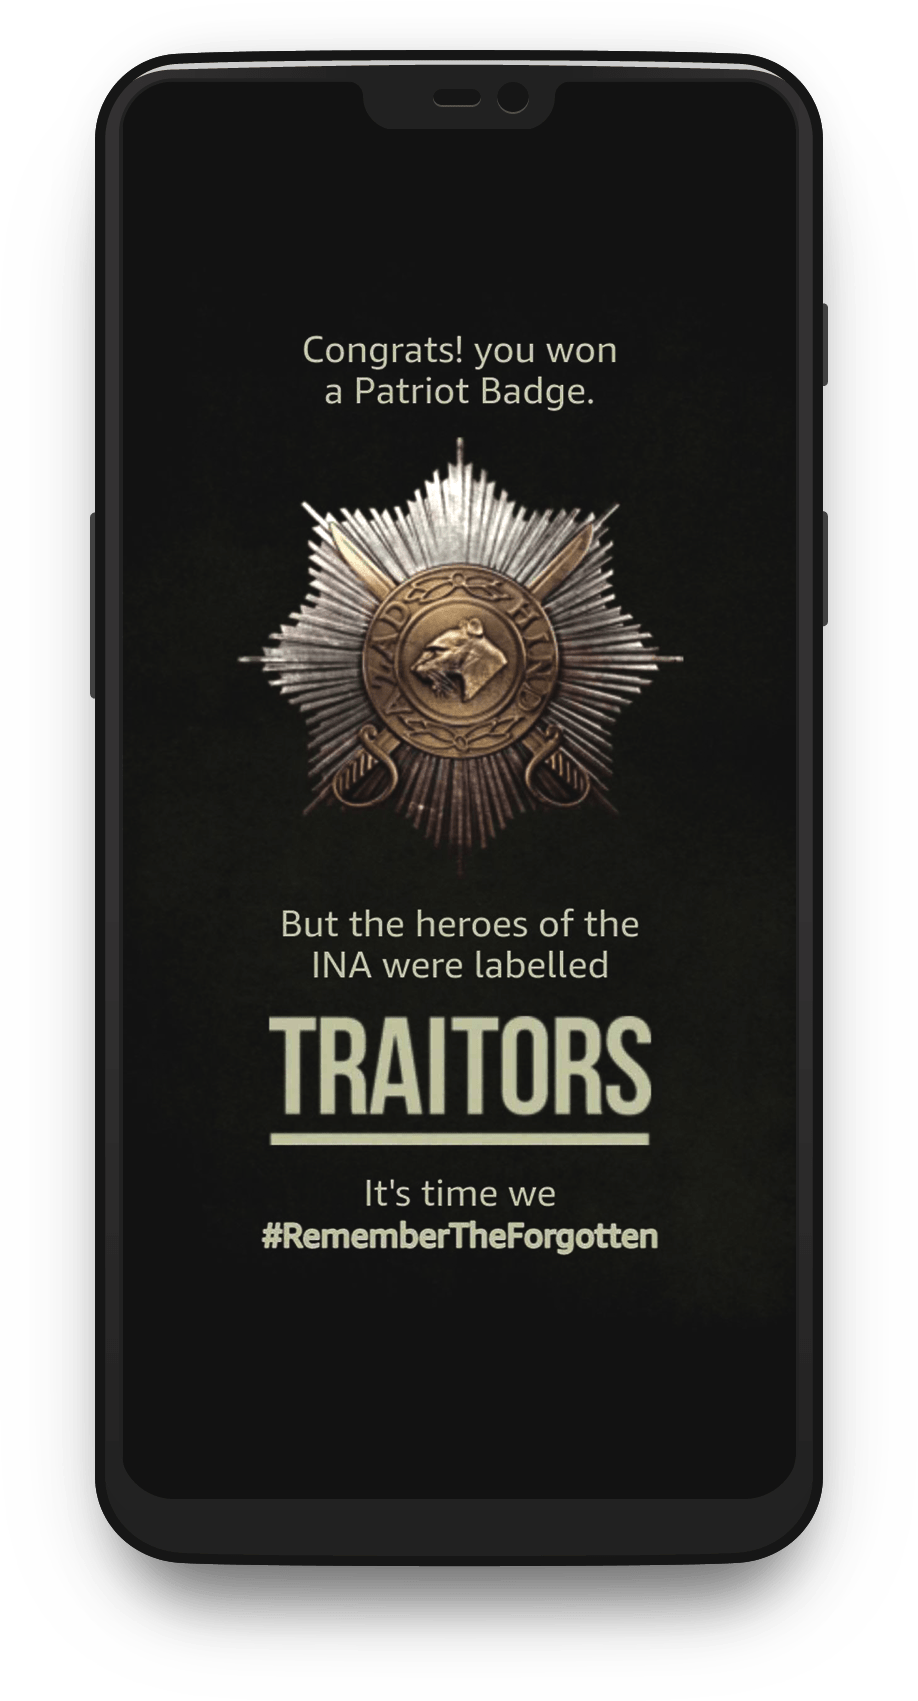 Congrats! you won
a Patriot Badge.
AZAD HIND
But the heroes of the
INA were labelled
TRAITORS
It's time we
#RememberTheForgotten